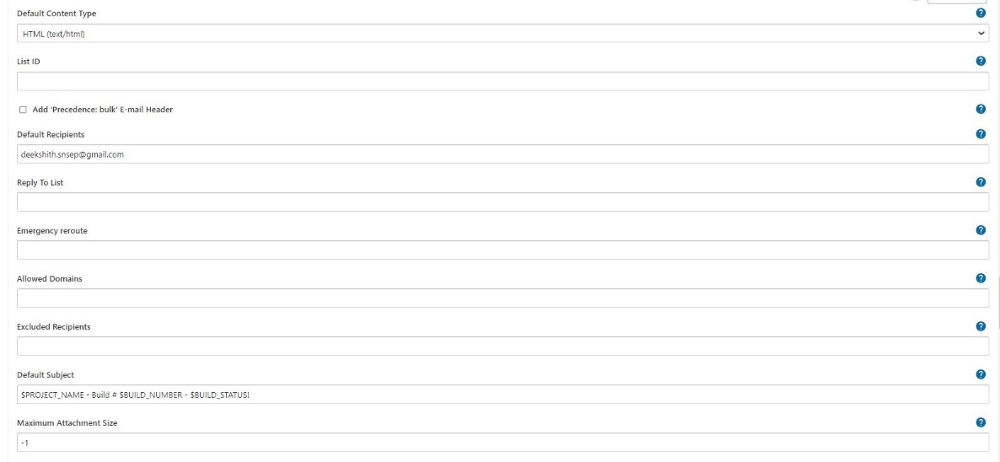 Default Content Type
HTML (text/html)
List ID
Add 'Precedence: bulk' E-mail Header
Default Recipients
deekshith.snsep@gmail.com
Reply To List
Emergency reroute
Allowed Domains
Excluded Recipients
Default Subject
$PROJECT_NAME - Build # $BUILD_NUMBER - $BUILD_STATUS!
Maximum Attachment Size
-1